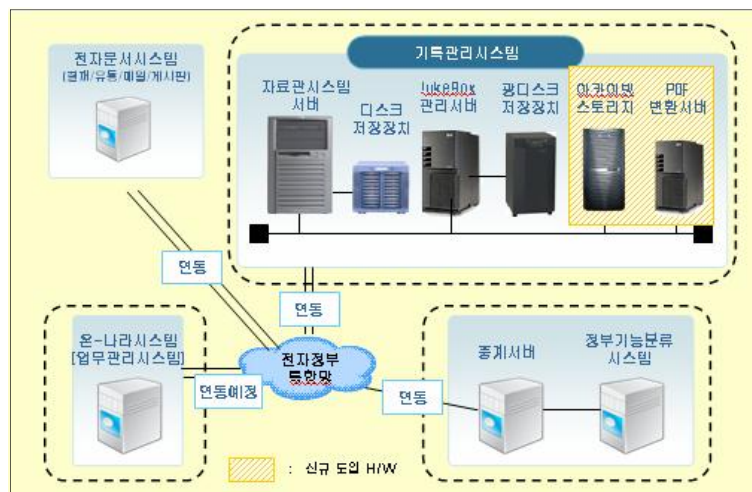 전자문서시스템
(결재/유통/메일/게시판)
기록관리시스템
자료관시스템
서버
디스크
저장장치
JukeBox
관리서버
광디스크
저장장치
아카이빙
스토리지
PDF
변환서버
연동
연동
온-나라시스템
[업무관리시스템]
연동예정
전자정부
통합망
연동
중계서버
정부기능분류
시스템
: 신규 도입 H/W